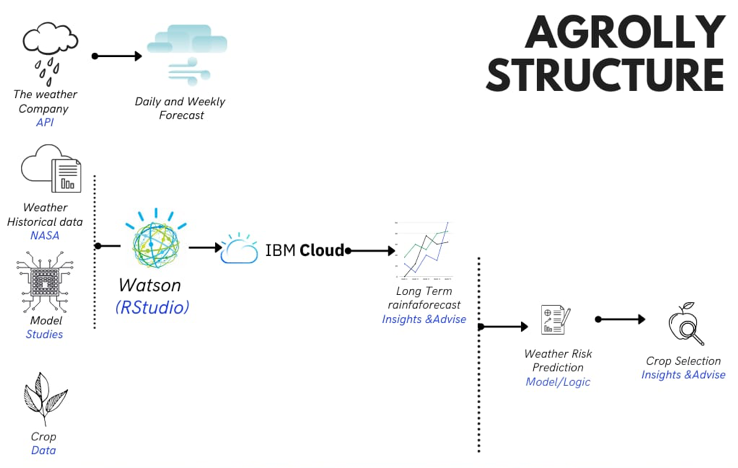 AGROLLY
STRUCTURE
The weather
Company
API
Daily and Weekly
Forecast
Weather
Historical data
NASA
Watson
(RStudio)
IBM Cloud
Long Term
rainfaforecast
Insights &Advise
Model
Studies
Weather Risk
Prediction
Model/Logic
Crop Selection
Insights &Advise
Crop
Data